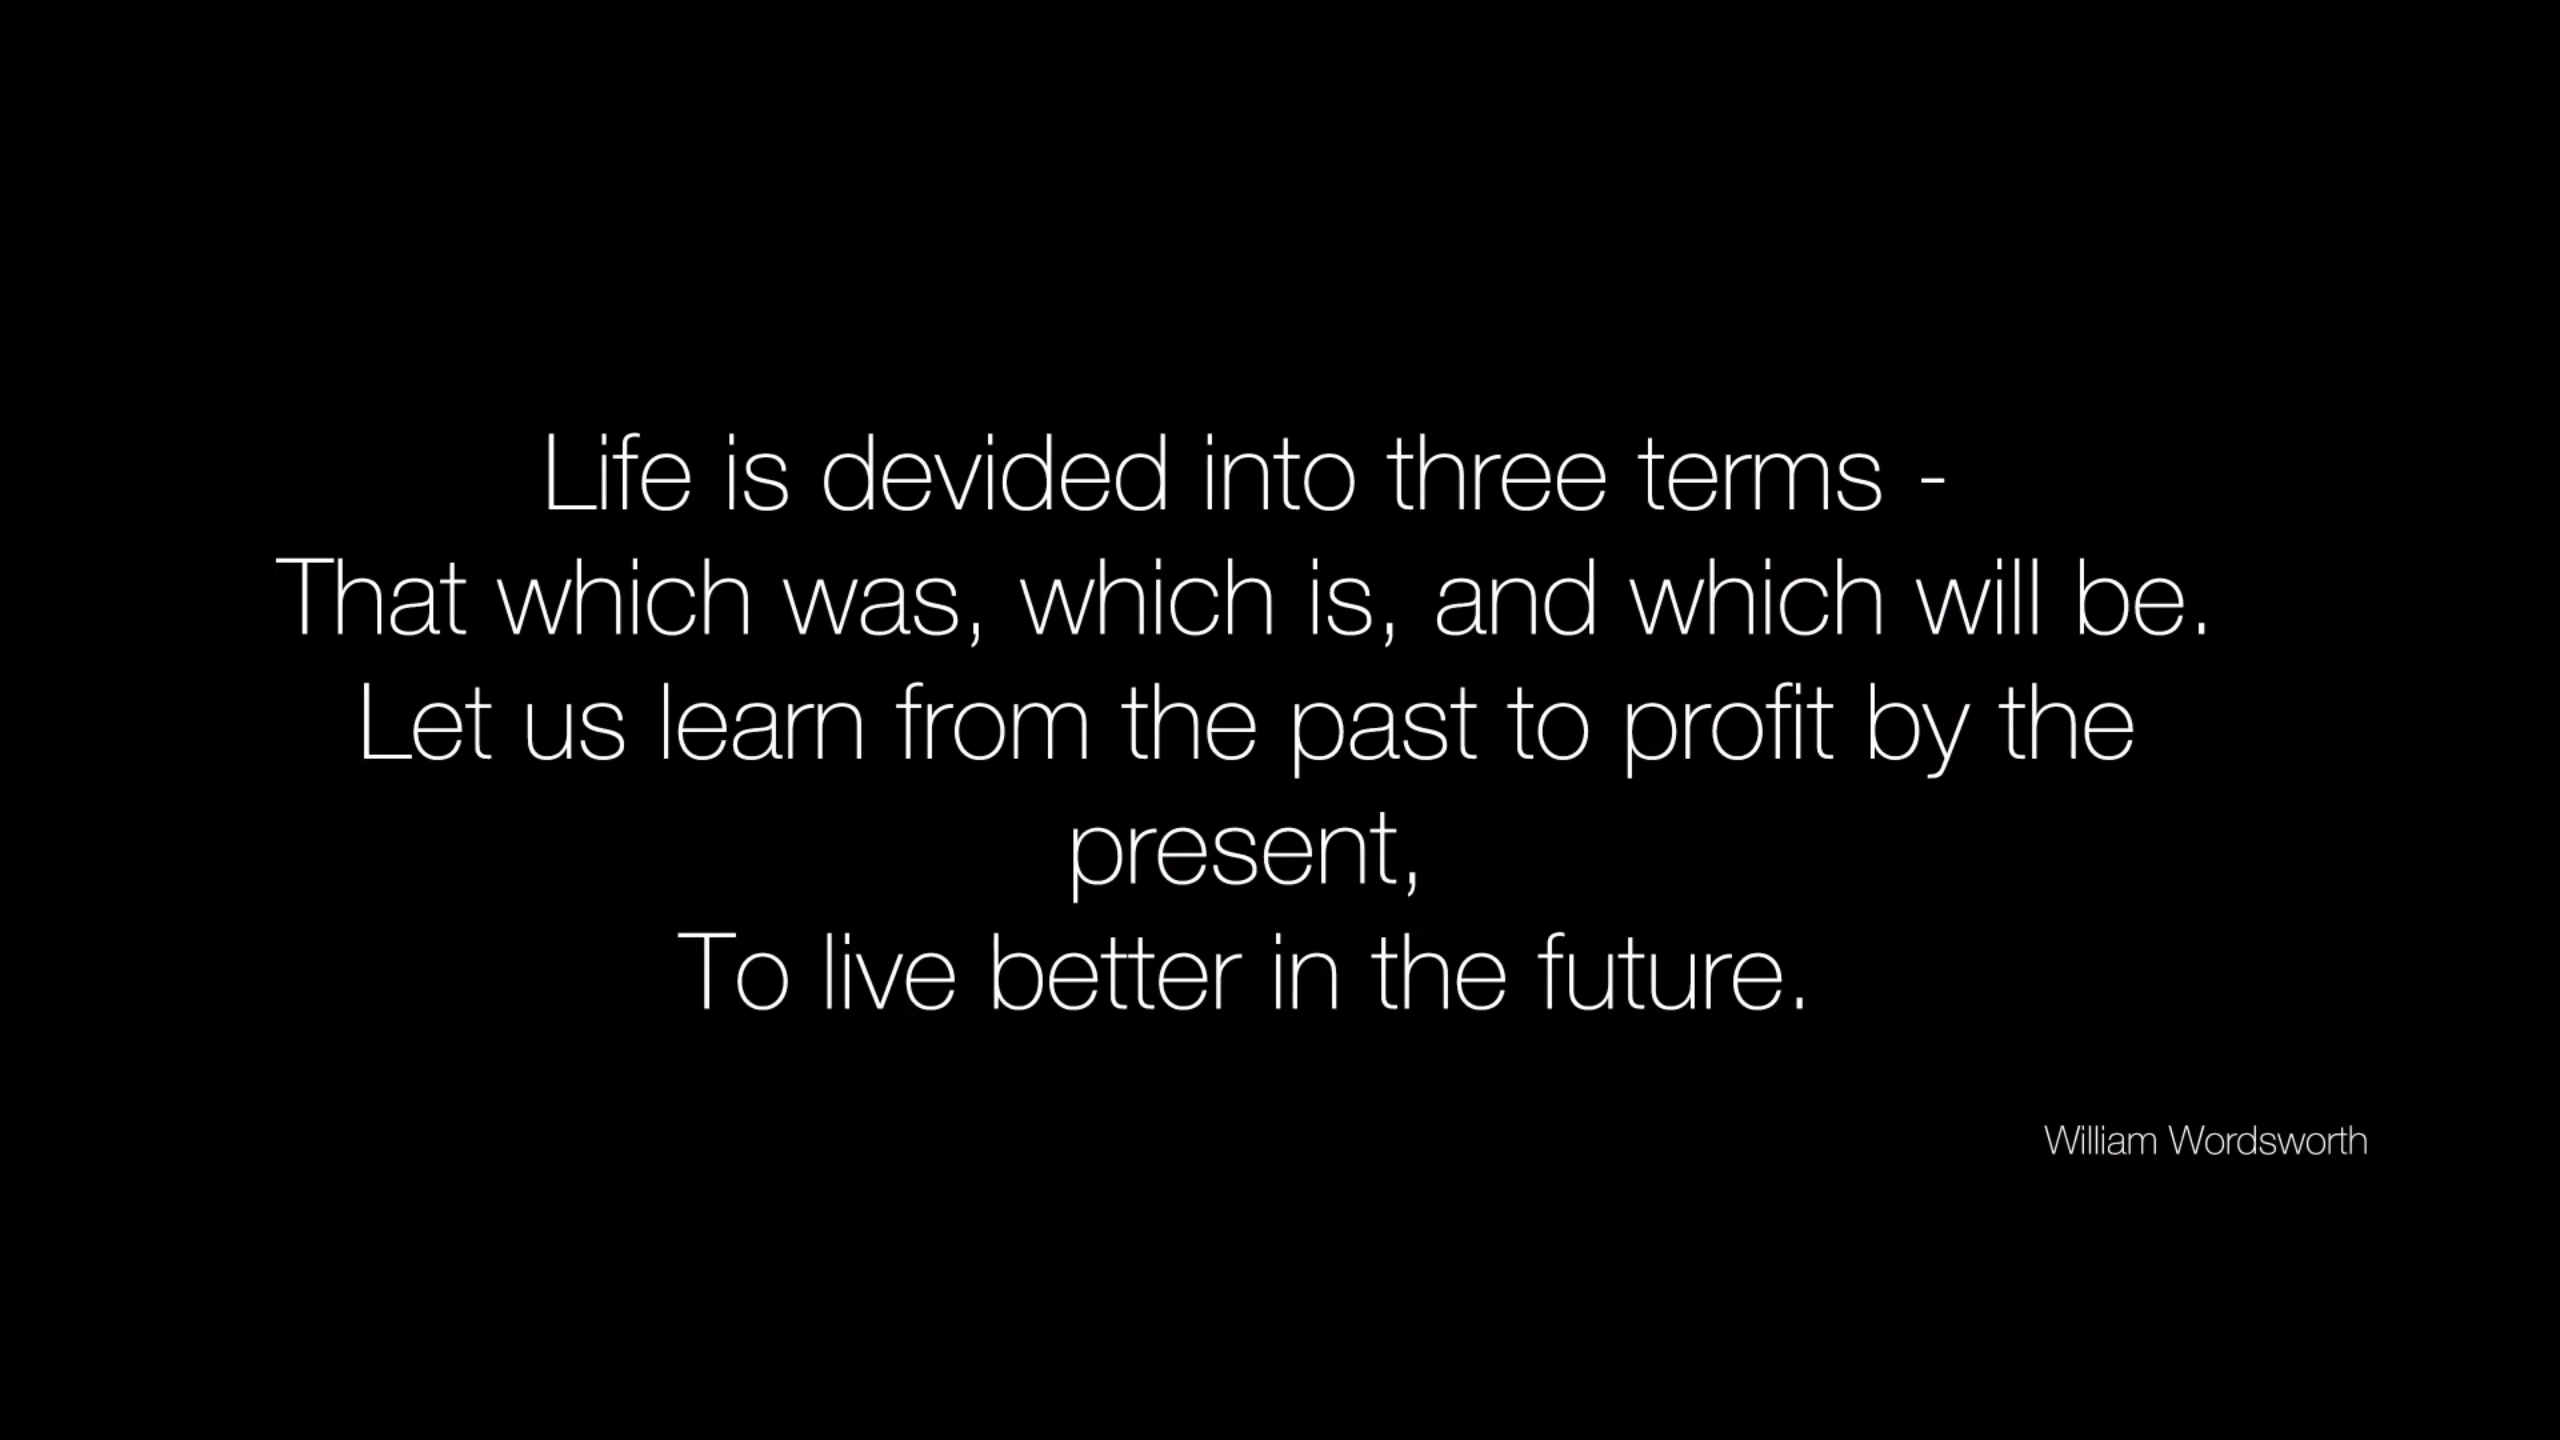 Life is devided into three terms -
That which was, which is, and which will be.
Let us learn from the past to profit by the
present,
To live better in the future.
William Wordsworth